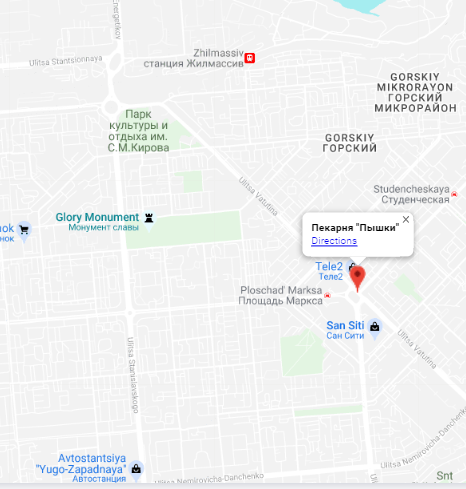 Energetikov
Ulitsa Stantsionnaya
Zhilmassiv
станция Жилмассив
GORSKIY
MIKRORAYON
ГОРСКИЙ
МИКРОРАЙОН
Парк
культуры и
отдыха им.
С.М.Кирова
GORSKIY
ГОРСКИЙ
Ulitsa Vatutina
Studencheskaya
Студенческая
Glory Monument
Монумент славы
Пекарня "Пышки"
Directions
Tele2
Теле2
Ploschad' Marksa
Площадь Маркса
San Siti
Сан Сити
Ulitsa Vatutina
Ulitsa Stanislavskogo
Avtostantsiya
"Yugo-Zapadnaya"
Автостанция
Ulitsa Nemirovicha-Danchenko
Ulitsa Nemirovicha-Danchenko
Snt